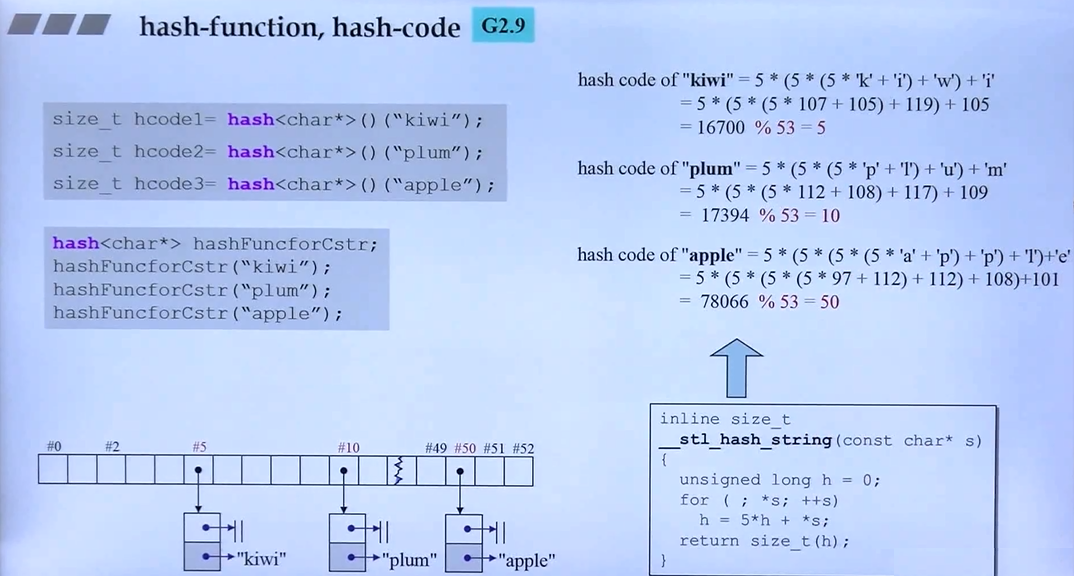 hash-function, hash-code G2.9
size_t hcode1= hash<char*>()(“kiwi”);
size_t hcode2= hash<char*>()(“plum”);
size_t hcode3= hash<char*>()(“apple”);
hash<char*> hashFuncforCstr;
hashFuncforCstr(“kiwi”);
hashFuncforCstr(“plum”);
hashFuncforCstr(“apple”);
hash code of "kiwi" = 5 * (5 * (5 * 'k' + 'i') + 'w') + 'i'
= 5 * (5 * (5 * 107 + 105) + 119) + 105
= 16700 % 53 = 5
hash code of "plum" = 5 * (5 * (5 * 'p' + 'l') + 'u') + 'm'
= 5 * (5 * (5 * 112 + 108) + 117) + 109
= 17394 % 53 = 10
hash code of "apple" = 5 * (5 * (5 * (5 * 'a' + 'p') + 'p') + 'l')+'e'
= 5 * (5 * (5 * (5 * 97 + 112) + 112) + 108)+101
= 78066 % 53 = 50
#0 #2 #5 #10 #49 #50 #51 #52
"kiwi" "plum" "apple"
inline size_t
__stl_hash_string(const char* s)
{
unsigned long h = 0;
for ( ; *s; ++s)
h = 5*h + *s;
return size_t(h);
}